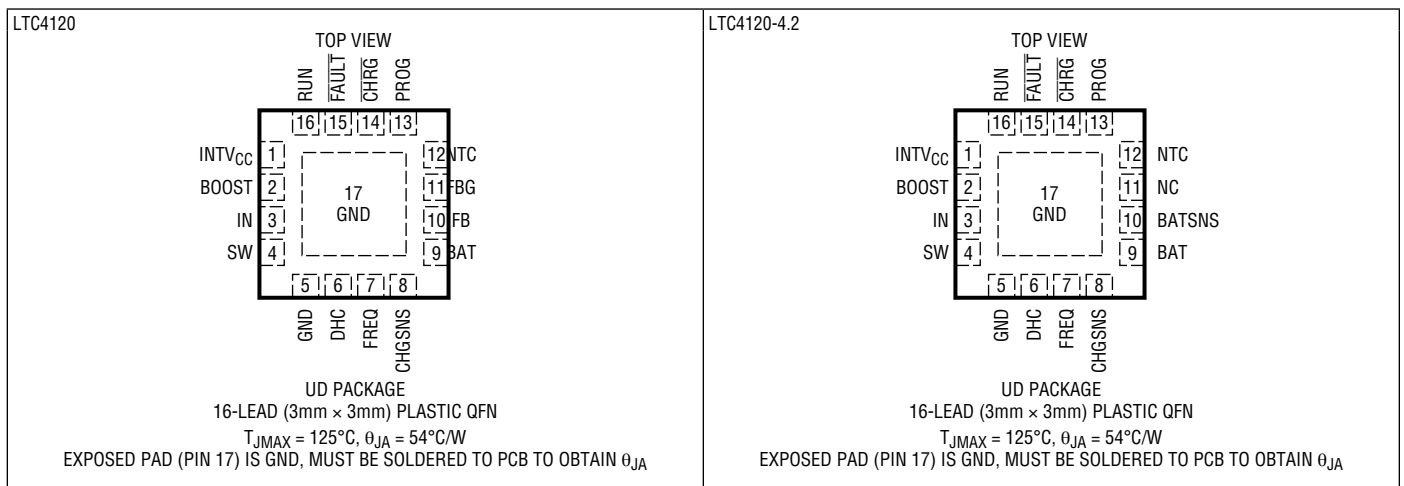 LTC4120
TOP VIEW
RUN
FAULT
CHRG
PROG
16 15 14 13
INTVCC 1
BOOST 2
IN 3
SW 4
17
GND
12 NTC
11 FBG
10 FB
9 BAT
5 6 7 8
GND
DHC
FREQ
CHGSNS
UD PACKAGE
16-LEAD (3mm × 3mm) PLASTIC QFN
TJMAX = 125°C, θJA = 54°C/W
EXPOSED PAD (PIN 17) IS GND, MUST BE SOLDERED TO PCB TO OBTAIN θJA
LTC4120-4.2
TOP VIEW
RUN
FAULT
CHRG
PROG
16 15 14 13
INTVCC 1
BOOST 2
IN 3
SW 4
17
GND
12 NTC
11 NC
10 BATSNS
9 BAT
5 6 7 8
GND
DHC
FREQ
CHGSNS
UD PACKAGE
16-LEAD (3mm × 3mm) PLASTIC QFN
TJMAX = 125°C, θJA = 54°C/W
EXPOSED PAD (PIN 17) IS GND, MUST BE SOLDERED TO PCB TO OBTAIN θJA